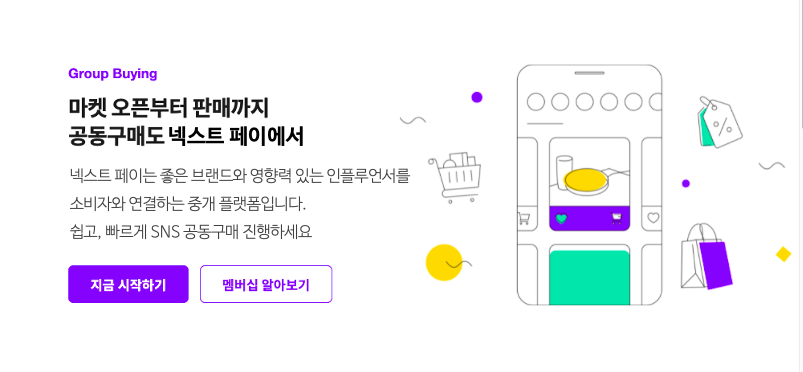 Group Buying
마켓 오픈부터 판매까지
공동구매도 넥스트 페이에서
넥스트 페이는 좋은 브랜드와 영향력 있는 인플루언서를
소비자와 연결하는 중개 플랫폼입니다.
쉽고, 빠르게 SNS 공동구매 진행하세요
지금 시작하기
멤버십 알아보기
%